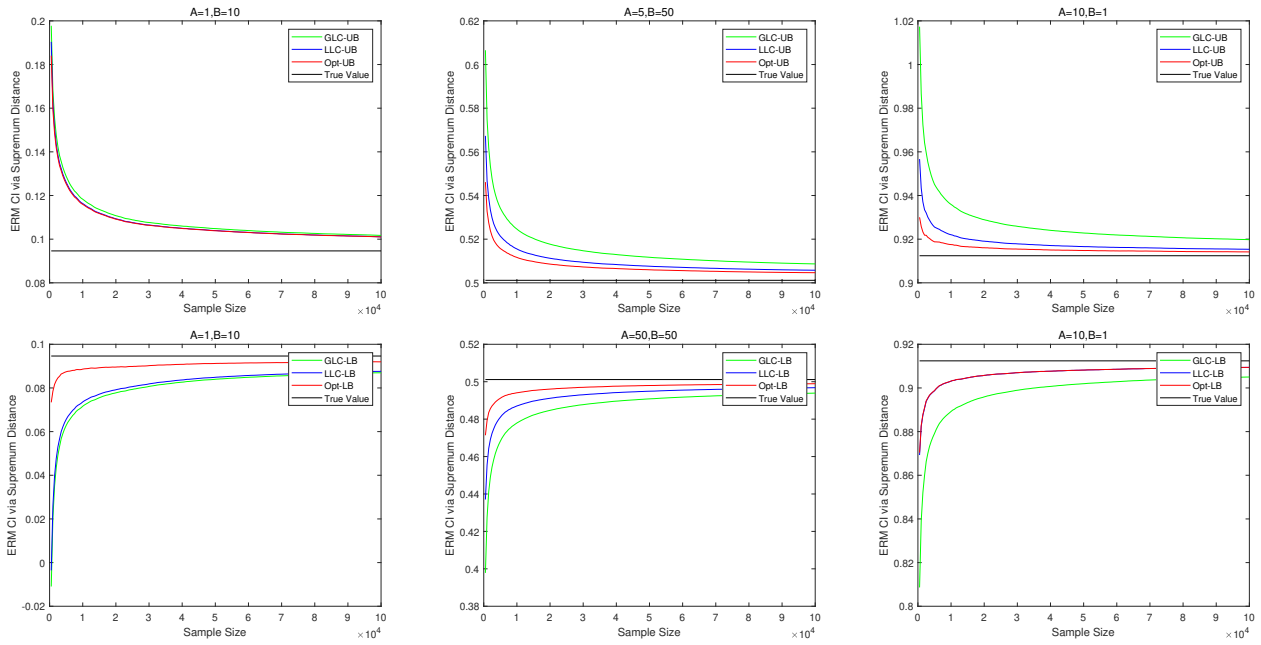 A=1,B=10
ERM CI via Supremum Distance
0.2
0.18
0.16
0.14
0.12
0.1
0.08
GLC-UB
LLC-UB
Opt-UB
True Value
0 1 2 3 4 5 6 7 8 9 10
Sample Size
×10^4
A=5,B=50
ERM CI via Supremum Distance
0.62
0.6
0.58
0.56
0.54
0.52
0.5
GLC-UB
LLC-UB
Opt-UB
True Value
0 1 2 3 4 5 6 7 8 9 10
Sample Size
×10^4
A=10,B=1
ERM CI via Supremum Distance
1.02
1
0.98
0.96
0.94
0.92
0.9
GLC-UB
LLC-UB
Opt-UB
True Value
0 1 2 3 4 5 6 7 8 9 10
Sample Size
×10^4
A=1,B=10
ERM CI via Supremum Distance
0.1
0.08
0.06
0.04
0.02
0
-0.02
GLC-LB
LLC-LB
Opt-LB
True Value
0 1 2 3 4 5 6 7 8 9 10
Sample Size
×10^4
A=50,B=50
ERM CI via Supremum Distance
0.52
0.5
0.48
0.46
0.44
0.42
0.4
0.38
GLC-LB
LLC-LB
Opt-LB
True Value
0 1 2 3 4 5 6 7 8 9 10
Sample Size
×10^4
A=10,B=1
ERM CI via Supremum Distance
0.92
0.9
0.88
0.86
0.84
0.82
0.8
GLC-LB
LLC-LB
Opt-LB
True Value
0 1 2 3 4 5 6 7 8 9 10
Sample Size
×10^4